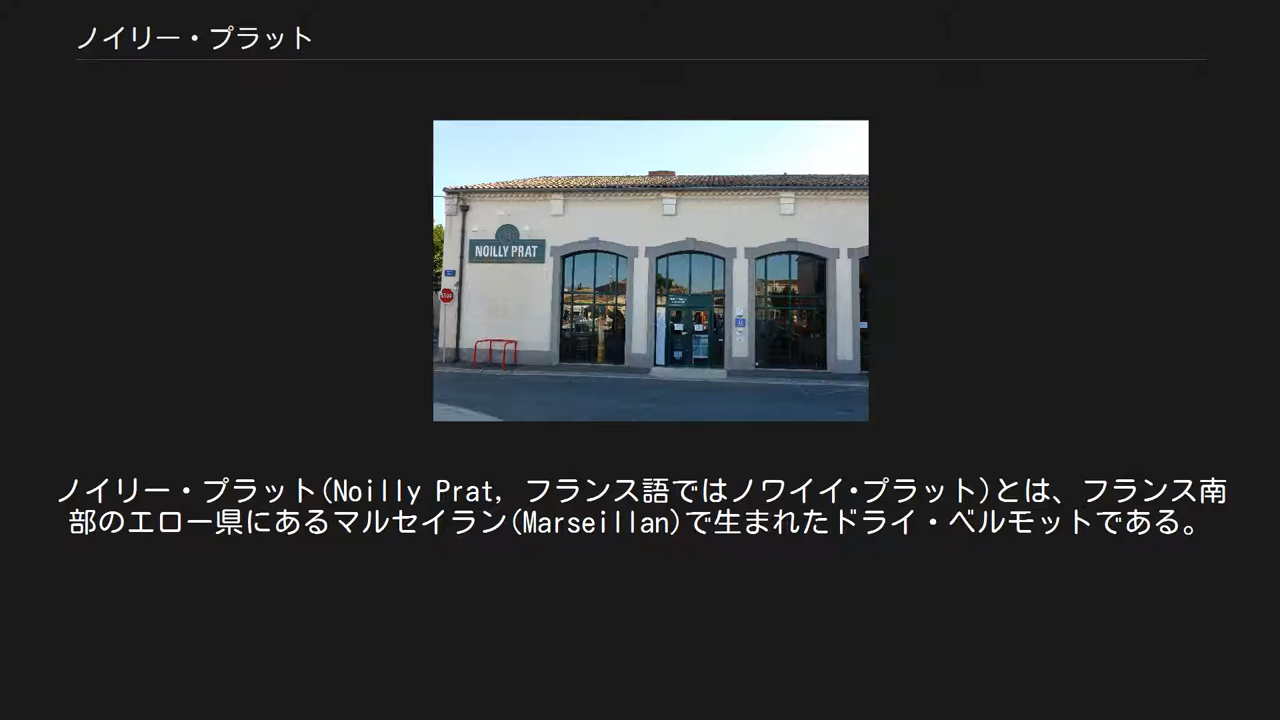 ノイリー・プラット
NOILLY PRAT
STOP
ノイリー・プラット(Noilly Prat, フランス語ではノワイイ・プラット)とは、フランス南
部のエロー県にあるマルセイラン(Marseillan)で生まれたドライ・ベルモットである。